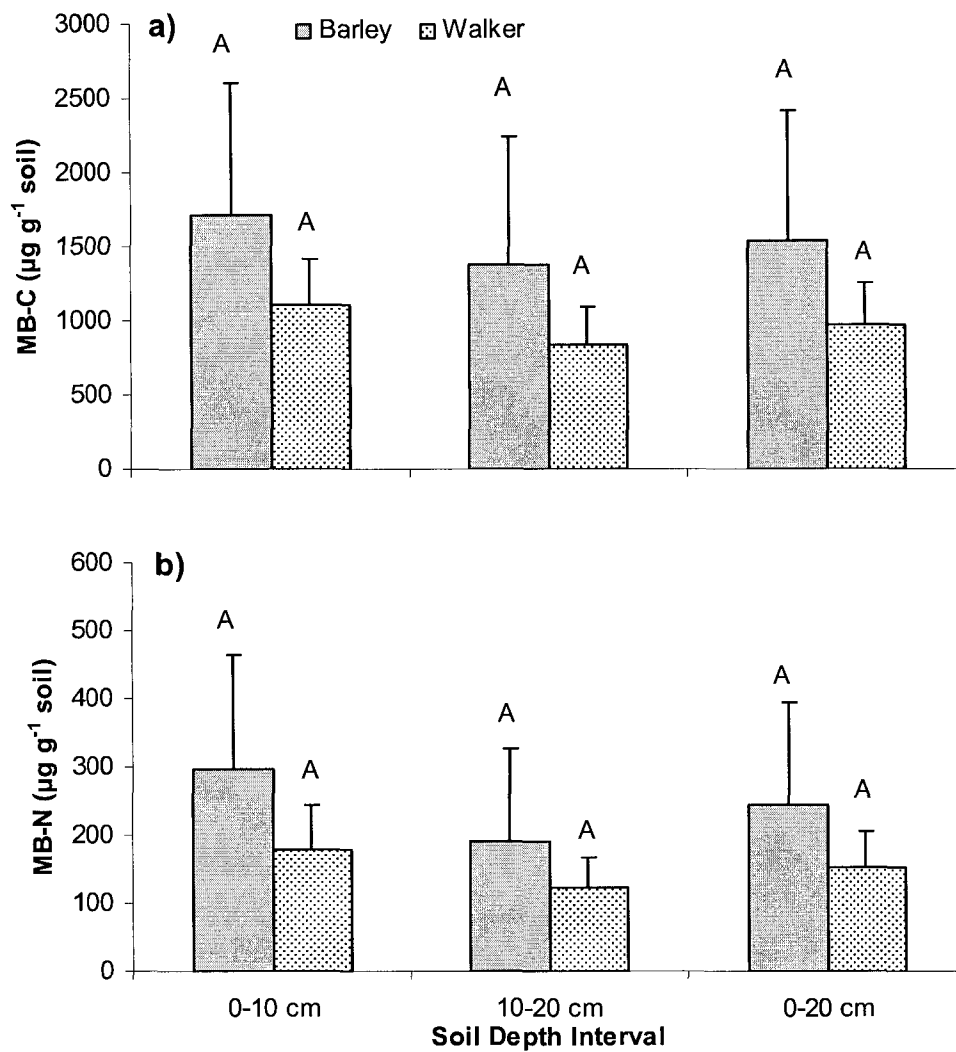 a)
Barley Walker
A A A A A A
MB-C (µg g⁻¹ soil)
3000
2500
2000
1500
1000
500
0
b)
A A A A A A
MB-N (µg g⁻¹ soil)
600
500
400
300
200
100
0
0-10 cm 10-20 cm 0-20 cm
Soil Depth Interval